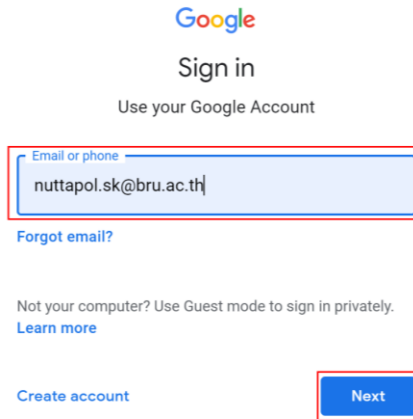 Google
Sign in
Use your Google Account
Email or phone
nuttapol.sk@bru.ac.th
Forgot email?
Not your computer? Use Guest mode to sign in privately.
Learn more
Create account
Next